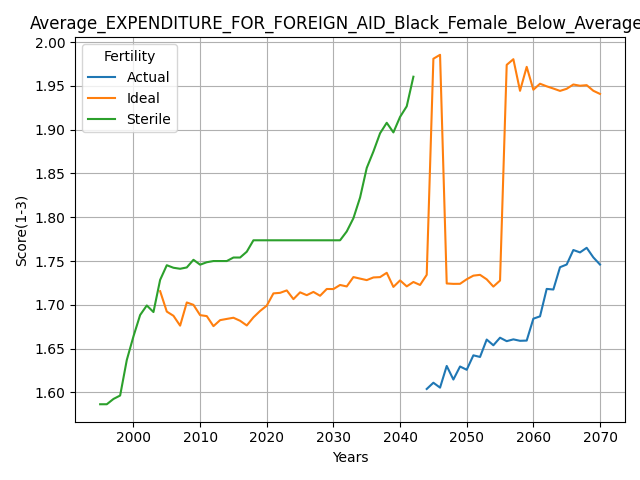 Average_EXPENDITURE_FOR_FOREIGN_AID_Black_Female_Below_Average
2.00
1.95
1.90
1.85
1.80
1.75
1.70
1.65
1.60
Score(1-3)
Fertility
Actual
Ideal
Sterile
2000 2010 2020 2030 2040 2050 2060 2070
Years